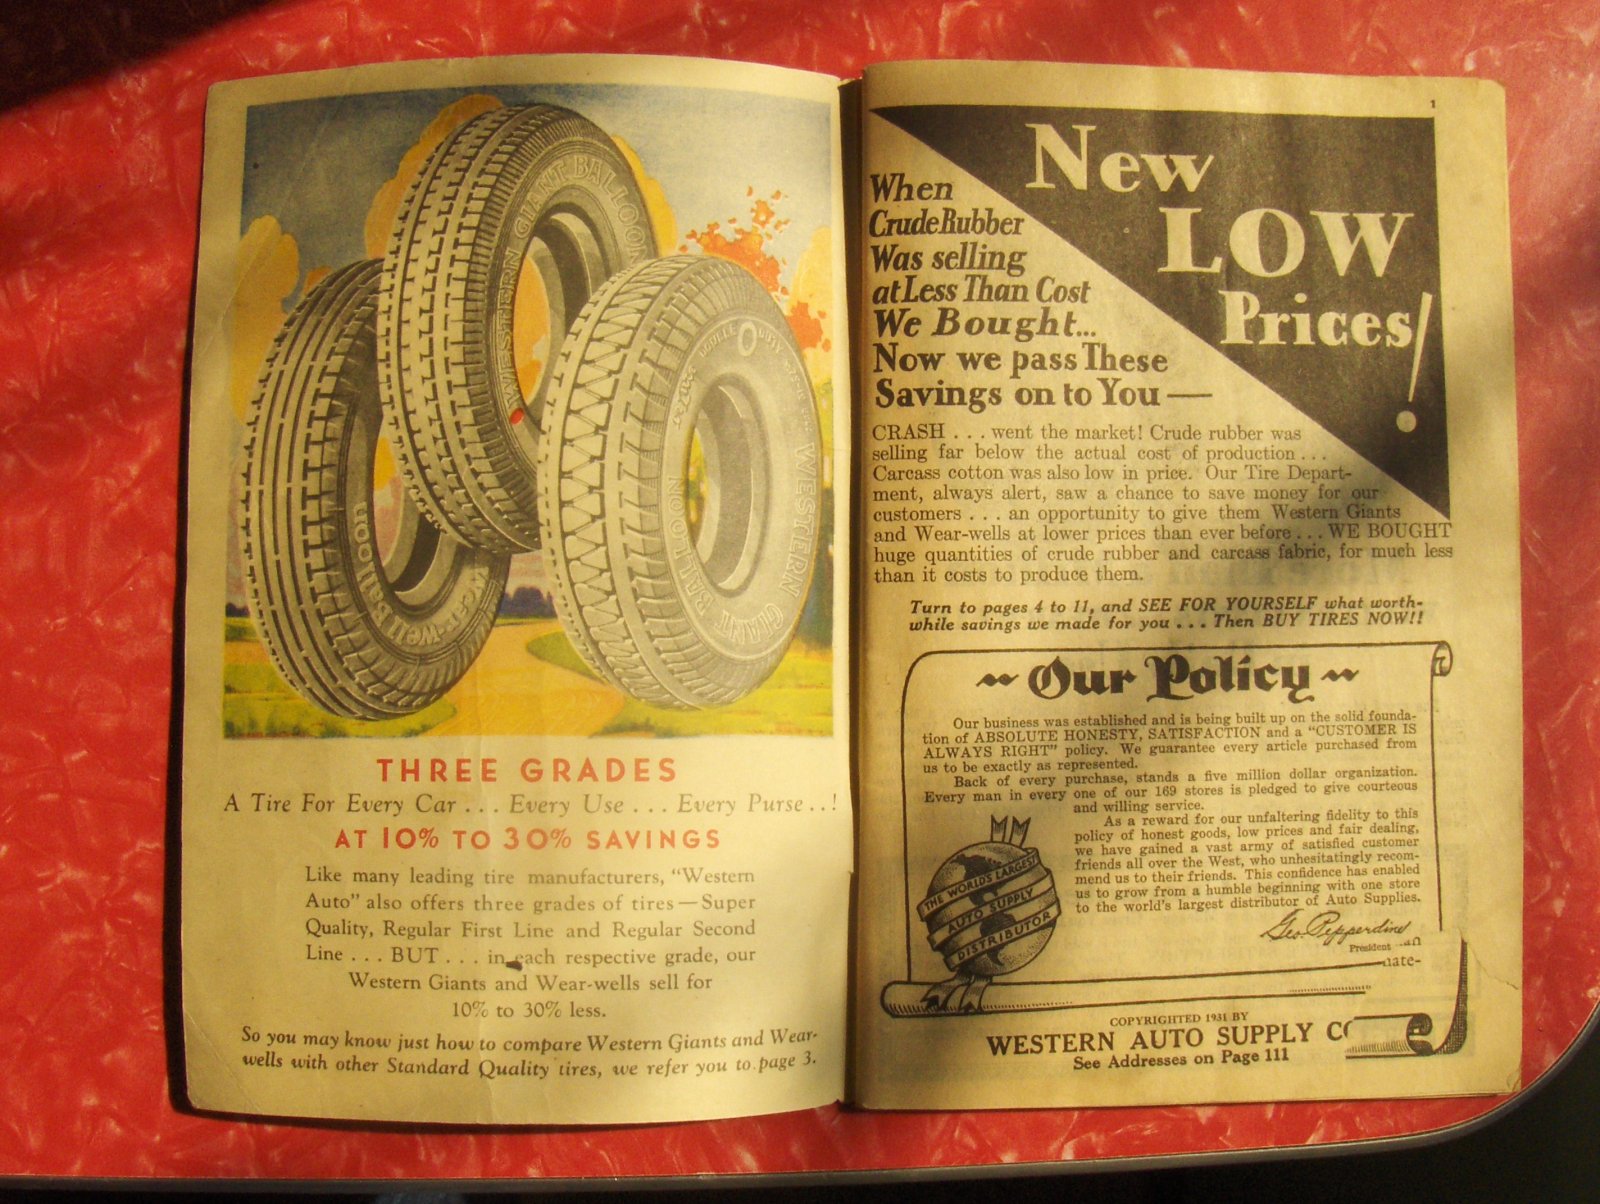 WESTERN GIANT BALLOON
Wear-well Balloon
DOUBLE DUTY
WESTERN GIANT BALLOON
THREE GRADES
A Tire For Every Car . . . Every Use . . . Every Purse . . !
AT 10% TO 30% SAVINGS
Like many leading tire manufacturers, "Western
Auto" also offers three grades of tires — Super
Quality, Regular First Line and Regular Second
Line . . . BUT . . . in each respective grade, our
Western Giants and Wear-wells sell for
10% to 30% less.
So you may know just how to compare Western Giants and Wear-
wells with other Standard Quality tires, we refer you to page 3.
1
New
LOW
Prices!
When
Crude Rubber
Was selling
at Less Than Cost
We Bought...
Now we pass These
Savings on to You —
CRASH . . . went the market! Crude rubber was
selling far below the actual cost of production . . .
Carcass cotton was also low in price. Our Tire Depart-
ment, always alert, saw a chance to save money for our
customers . . . an opportunity to give them Western Giants
and Wear-wells at lower prices than ever before . . . WE BOUGHT
huge quantities of crude rubber and carcass fabric, for much less
than it costs to produce them.
Turn to pages 4 to 11, and SEE FOR YOURSELF what worth-
while savings we made for you . . . Then BUY TIRES NOW!!
Our Policy
Our business was established and is being built up on the solid founda-
tion of ABSOLUTE HONESTY, SATISFACTION and a "CUSTOMER IS
ALWAYS RIGHT" policy. We guarantee every article purchased from
us to be exactly as represented.
Back of every purchase, stands a five million dollar organization.
Every man in every one of our 169 stores is pledged to give courteous
and willing service.
As a reward for our unfaltering fidelity to this
policy of honest goods, low prices and fair dealing,
we have gained a vast army of satisfied customer
friends all over the West, who unhesitatingly recom-
mend us to their friends. This confidence has enabled
us to grow from a humble beginning with one store
to the world's largest distributor of Auto Supplies.
THE WORLD'S LARGEST
AUTO SUPPLY
DISTRIBUTOR
Geo. Pepperdine
President
nate-
COPYRIGHTED 1931 BY
WESTERN AUTO SUPPLY CO
See Addresses on Page 111